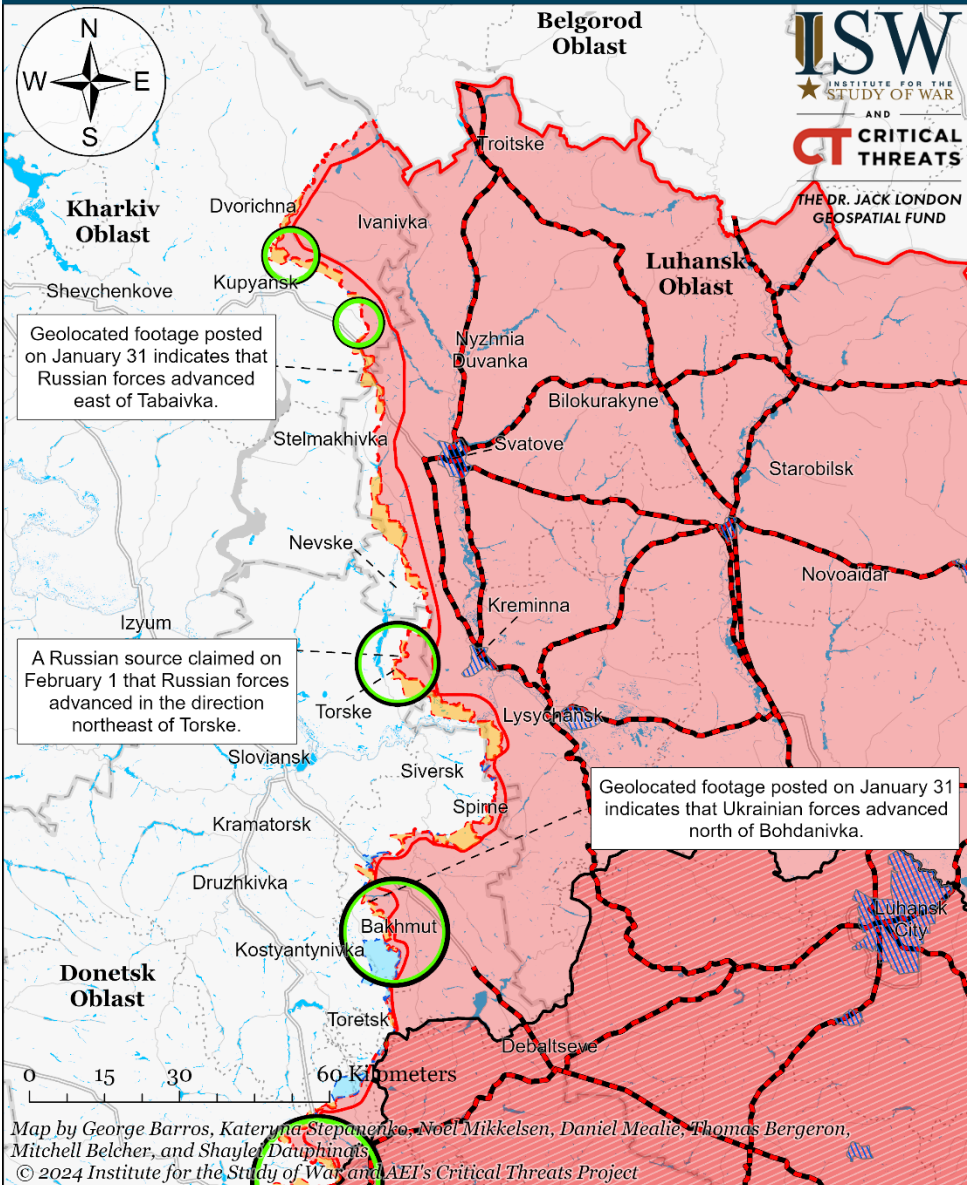 N
W E
S
Belgorod
Oblast
ISW
INSTITUTE FOR THE
STUDY OF WAR
AND
CT CRITICAL
THREATS
THE DR. JACK LONDON
GEOSPATIAL FUND
Troitske
Dvorichna
Kharkiv
Oblast
Ivanivka
Luhansk
Oblast
Kupyansk
Shevchenkove
Geolocated footage posted
on January 31 indicates that
Russian forces advanced
east of Tabaivka.
Nyzhnia
Duvanka
Bilokurakyne
Stelmakhivka
Svatove
Starobilsk
Nevske
Novoaidar
Kreminna
Izyum
A Russian source claimed on
February 1 that Russian forces
advanced in the direction
northeast of Torske.
Torske
Lysychansk
Sloviansk
Siversk
Spirne
Geolocated footage posted on January 31
indicates that Ukrainian forces advanced
north of Bohdanivka.
Kramatorsk
Druzhkivka
Luhansk
City
Bakhmut
Kostyantynivka
Donetsk
Oblast
Toretsk
Debaltseve
0 15 30 60 Kilometers
Map by George Barros, Kateryna Stepanenko, Noel Mikkelsen, Daniel Mealie, Thomas Bergeron,
Mitchell Belcher, and Shaylei Dauphinais
© 2024 Institute for the Study of War and AEI's Critical Threats Project